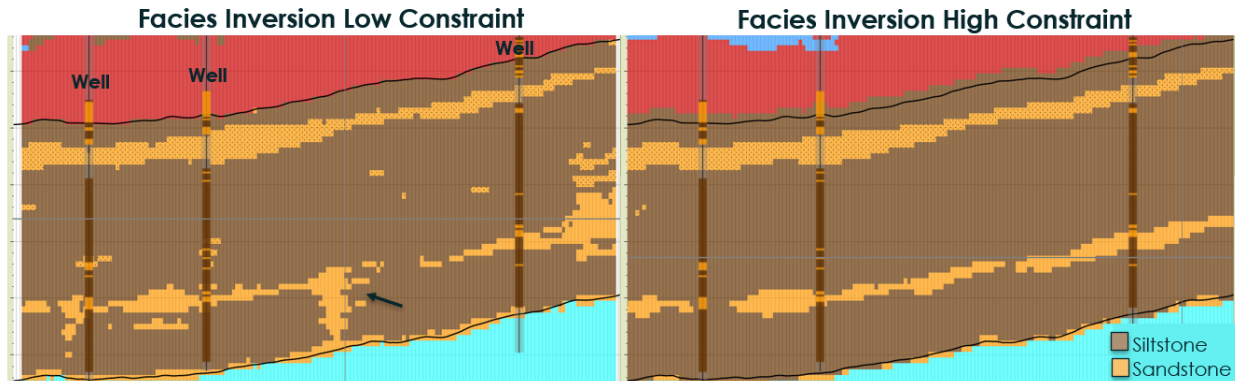 Facies Inversion Low Constraint
Facies Inversion High Constraint
Well
Well
Well
Siltstone
Sandstone